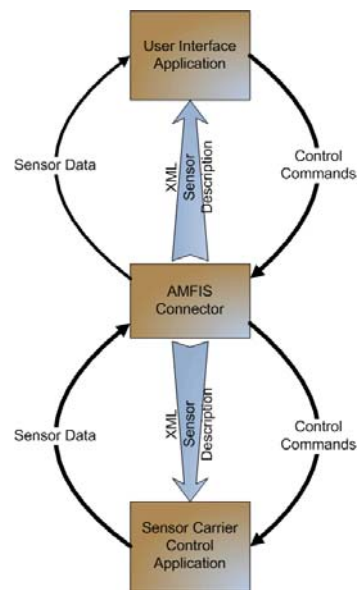 User Interface
Application
Sensor Data
XML
Sensor
Description
Control
Commands
AMFIS
Connector
Sensor Data
XML
Sensor
Description
Control
Commands
Sensor Carrier
Control
Application